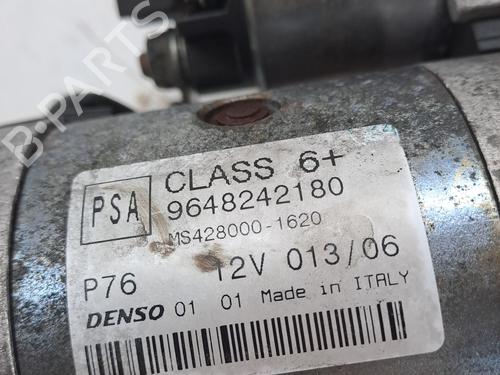 B-PARTS
PSA
CLASS 6+
9648242180
MS428000-1620
P76 12V 013/06
DENSO 01 01 Made in ITALY